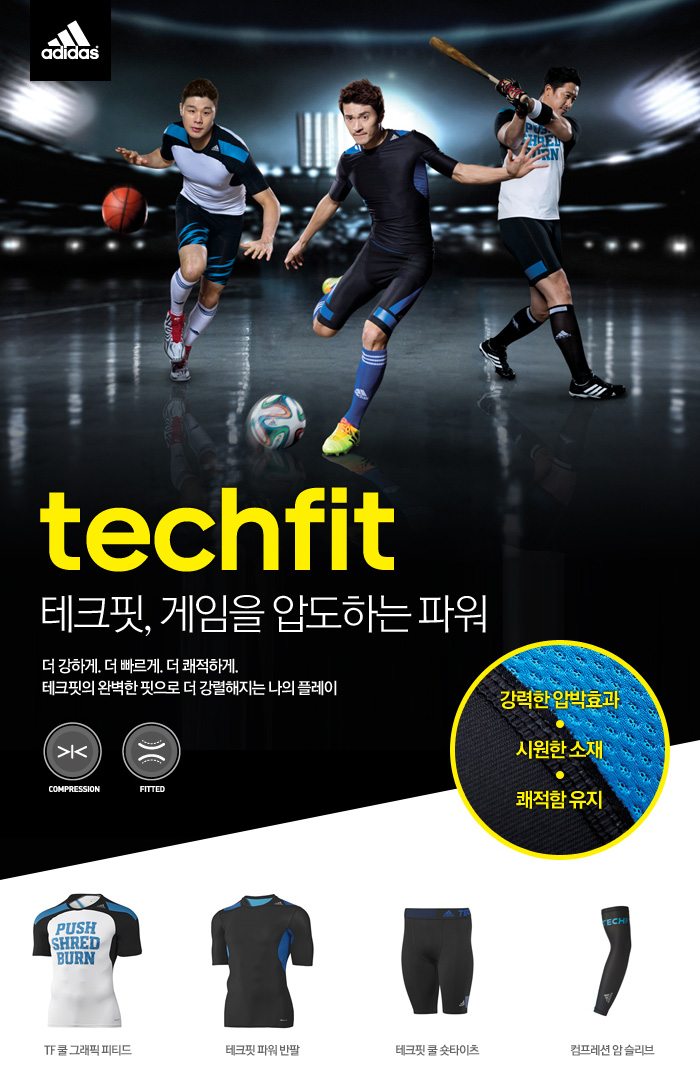 adidas
PUSH
SHRED
BURN
techfit
테크핏, 게임을 압도하는 파워
더 강하게. 더 빠르게. 더 쾌적하게.
테크핏의 완벽한 핏으로 더 강렬해지는 나의 플레이
COMPRESSION
FITTED
강력한 압박효과
시원한 소재
쾌적함 유지
PUSH
SHRED
BURN
TECHFI
TF 쿨 그래픽 피티드
테크핏 파워 반팔
테크핏 쿨 숏타이츠
컴프레션 암 슬리브